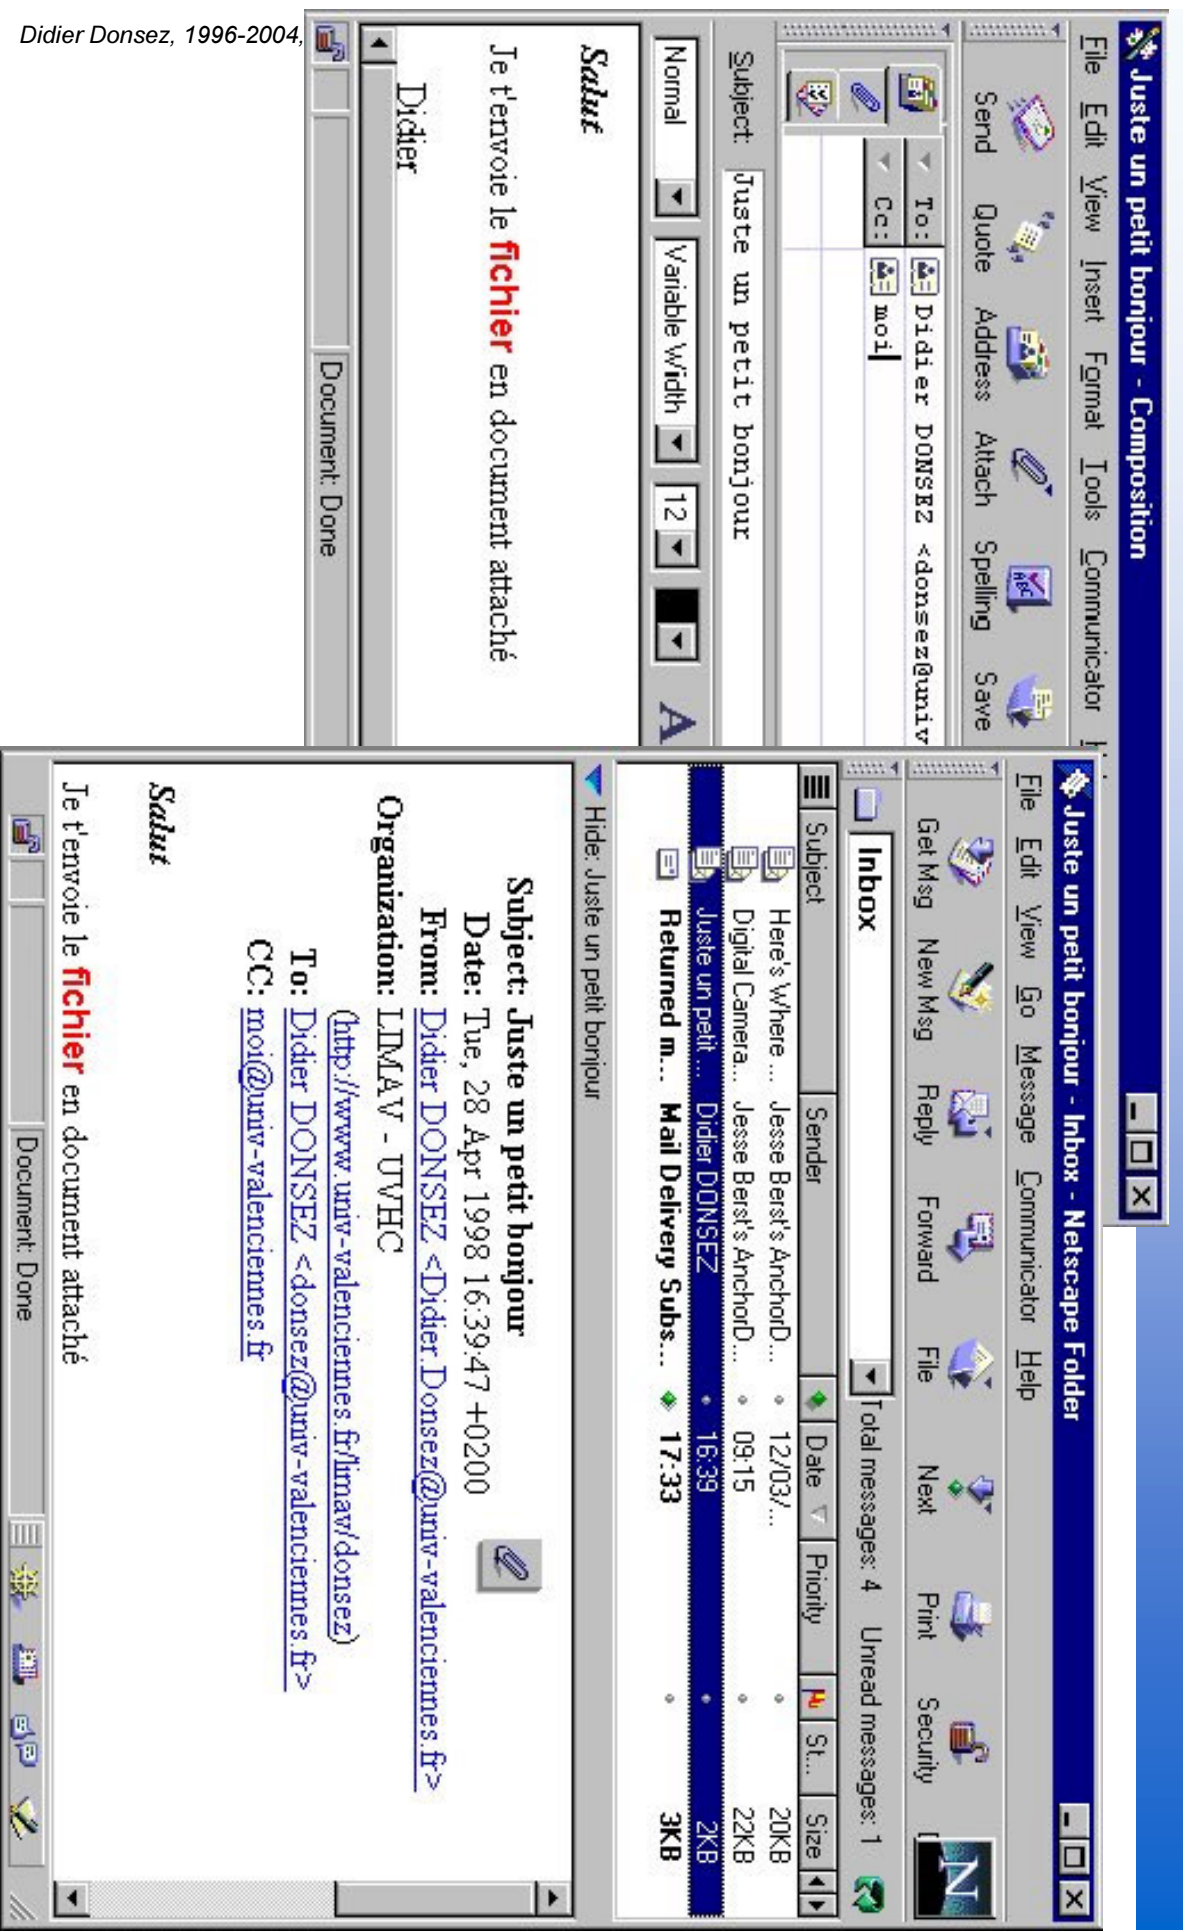 Didier Donsez, 1996-2004,
Juste un petit bonjour - Composition
File Edit View Insert Format Tools Communicator
Send Quote Address Attach Spelling Save
To: Didier DONSEZ <donsez@univ
Cc: moi
Subject: Juste un petit bonjour
Normal Variable Width 12 A
Salut
Je t'envoie le fichier en document attaché
Didier
Document: Done
Juste un petit bonjour - Inbox - Netscape Folder
File Edit View Go Message Communicator Help
Get Msg New Msg Reply Forward File Next Print Security
N
Inbox Total messages: 4 Unread messages: 1
Subject Sender Date Priority St... Size
Here's Where ... Jesse Berst's AnchorD... 12/03/... 20KB
Digital Camera... Jesse Berst's AnchorD... 09:15 22KB
Juste un petit ... Didier DONSEZ 16:39 2KB
Returned m... Mail Delivery Subs... 17:33 3KB
Hide: Juste un petit bonjour
Subject: Juste un petit bonjour
Date: Tue, 28 Apr 1998 16:39:47 +0200
From: Didier DONSEZ <Didier.Donsez@univ-valenciennes.fr>
Organization: LIMAV - UVHC
(http://www.univ-valenciennes.fr/limav/donsez)
To: Didier DONSEZ <donsez@univ-valenciennes.fr>
CC: moi@univ-valenciennes.fr
Salut
Je t'envoie le fichier en document attaché
Document: Done